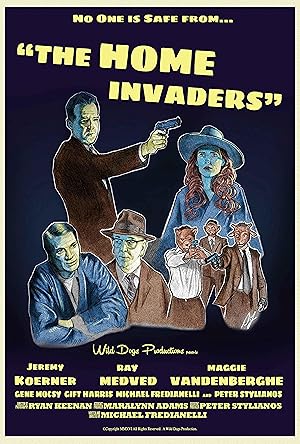 No One is Safe from...
"The Home
Invaders"
Wild Dogs Productions presents
Jeremy Ray Maggie
Koerner Medved Vandenberghe
Gene Mocsy Gift Harris Michael Fredianelli and Peter Stylianos
Ryan Keenan Maralynn Adams Peter Stylianos
Michael Fredianelli